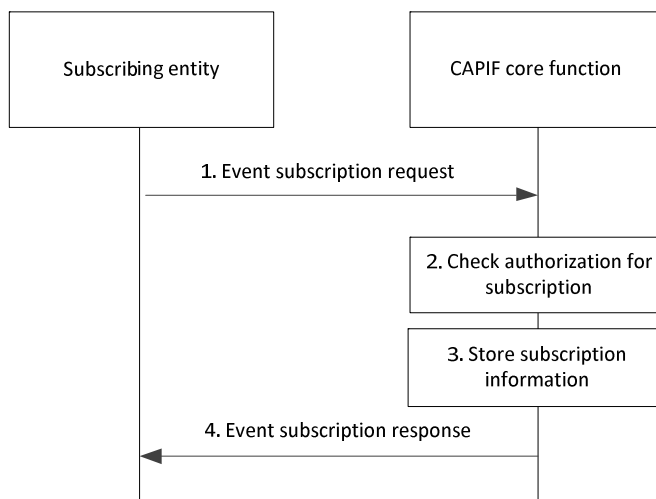 Subscribing entity
CAPIF core function
1. Event subscription request
2. Check authorization for
subscription
3. Store subscription
information
4. Event subscription response